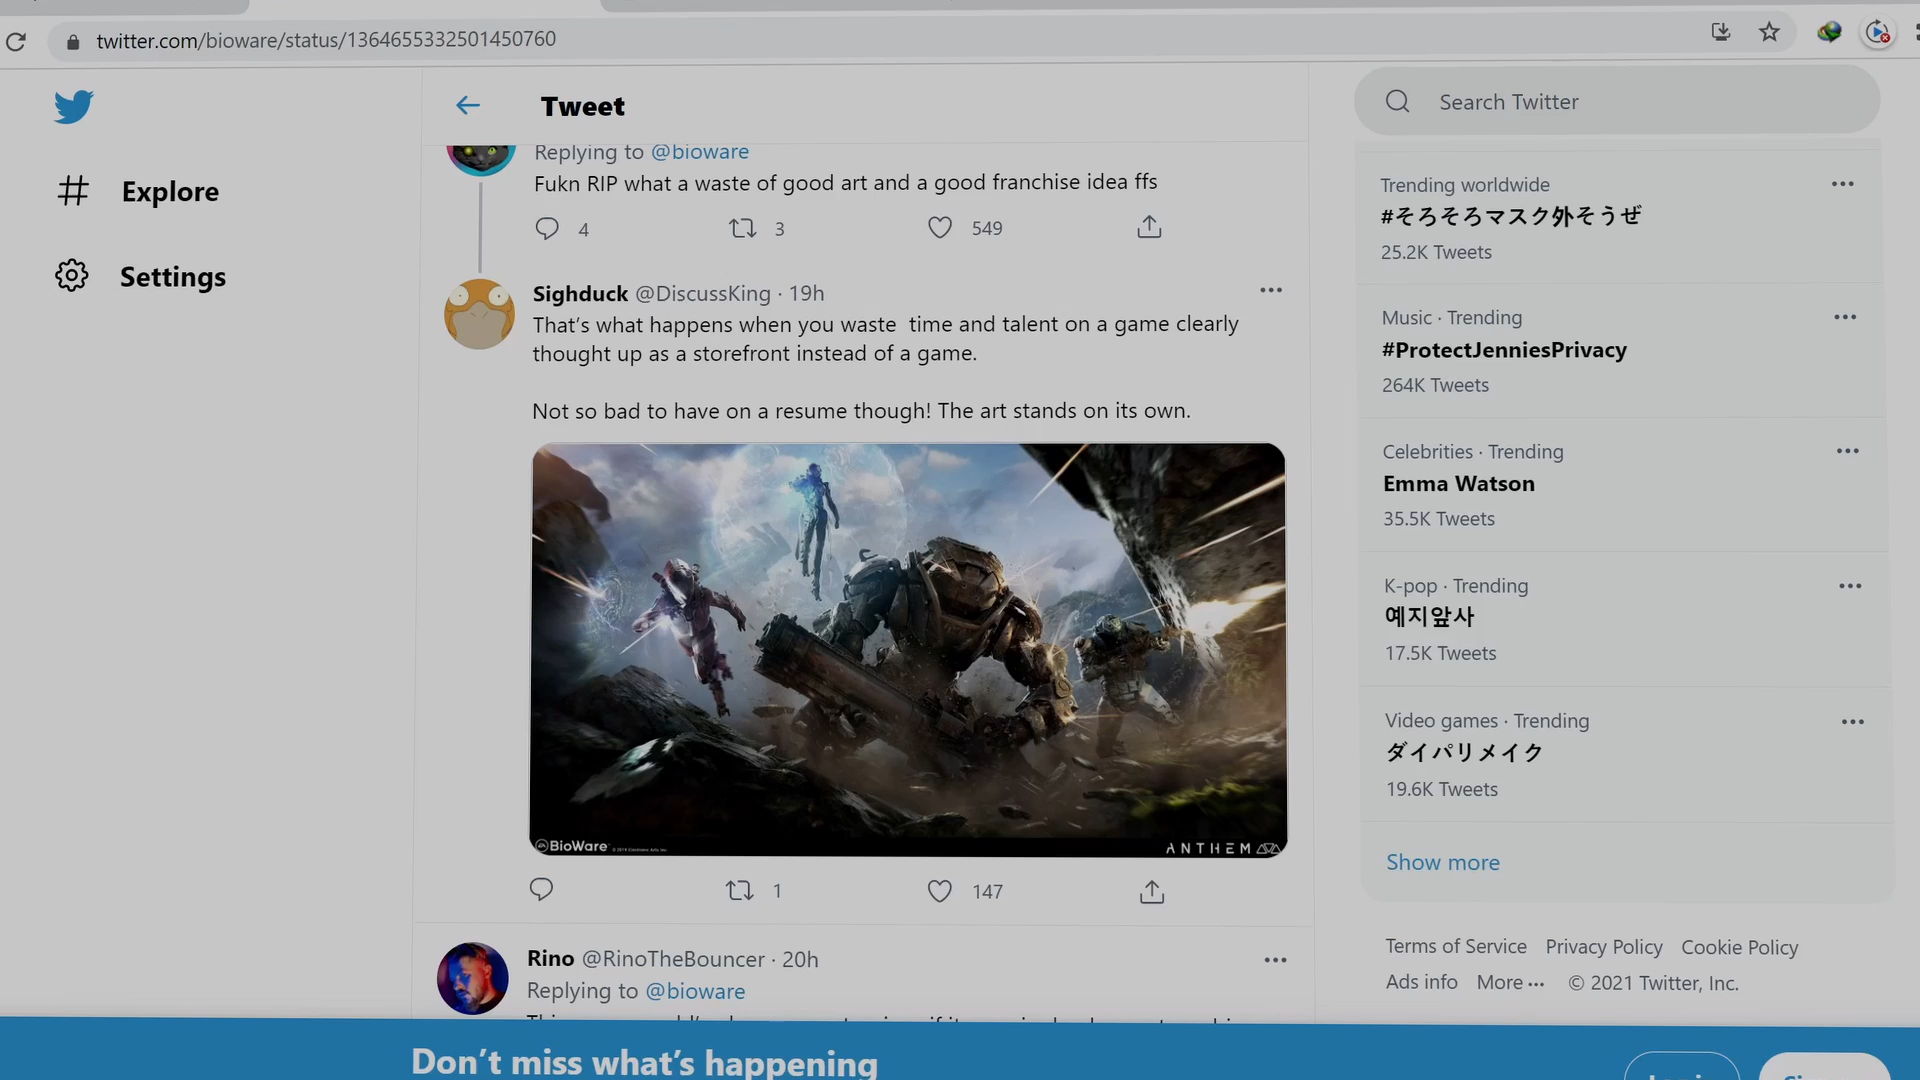 twitter.com/bioware/status/1364655332501450760
Tweet
Search Twitter
Explore
Settings
Replying to @bioware
Fukn RIP what a waste of good art and a good franchise idea ffs
4
3
549
Sighduck @DiscussKing · 19h
That's what happens when you waste  time and talent on a game clearly
thought up as a storefront instead of a game.
Not so bad to have on a resume though! The art stands on its own.
BioWare
ANTHEM
1
147
Rino @RinoTheBouncer · 20h
Replying to @bioware
Trending worldwide
#そろそろマスク外そうぜ
25.2K Tweets
Music · Trending
#ProtectJenniesPrivacy
264K Tweets
Celebrities · Trending
Emma Watson
35.5K Tweets
K-pop · Trending
예지앞사
17.5K Tweets
Video games · Trending
ダイパリメイク
19.6K Tweets
Show more
Terms of Service Privacy Policy Cookie Policy
Ads info More ··· © 2021 Twitter, Inc.
Don't miss what's happening